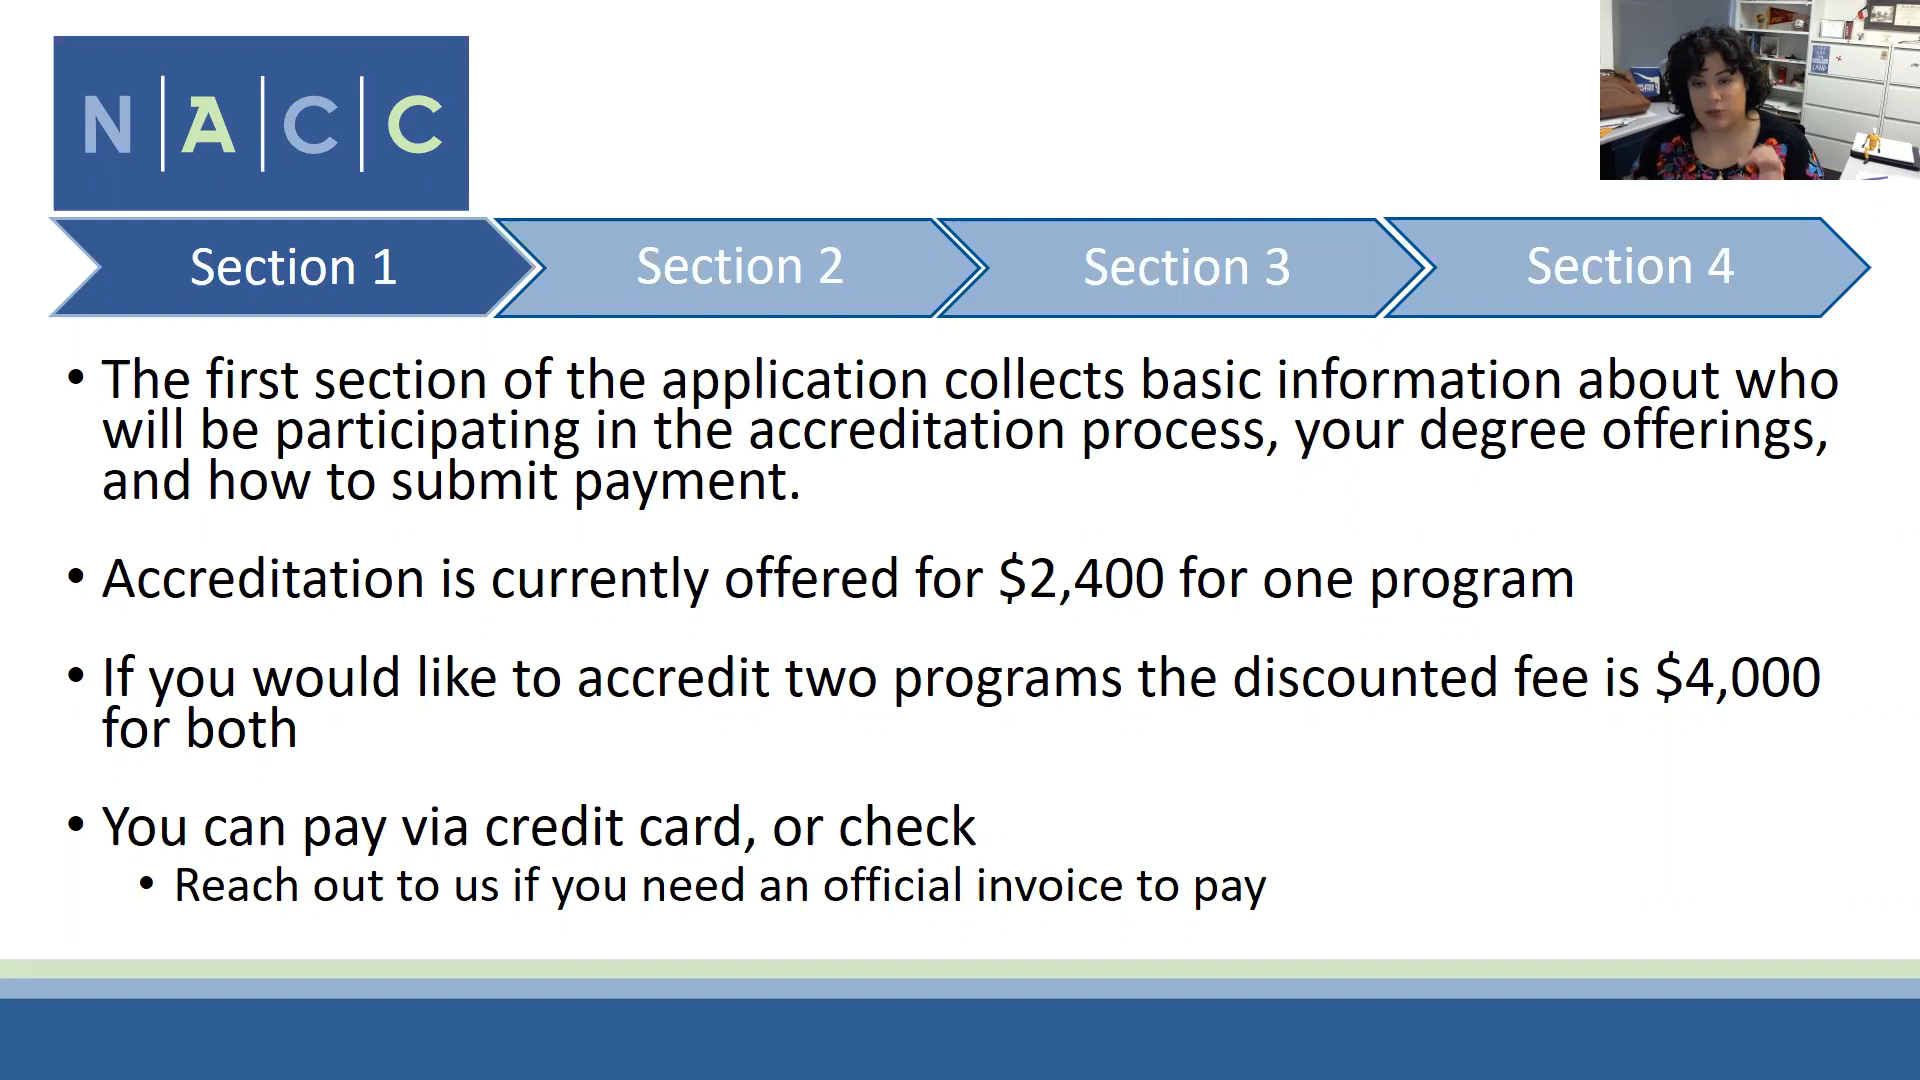 N A C C
Section 1
Section 2
Section 3
Section 4
• The first section of the application collects basic information about who
will be participating in the accreditation process, your degree offerings,
and how to submit payment.
• Accreditation is currently offered for $2,400 for one program
• If you would like to accredit two programs the discounted fee is $4,000
for both
• You can pay via credit card, or check
• Reach out to us if you need an official invoice to pay